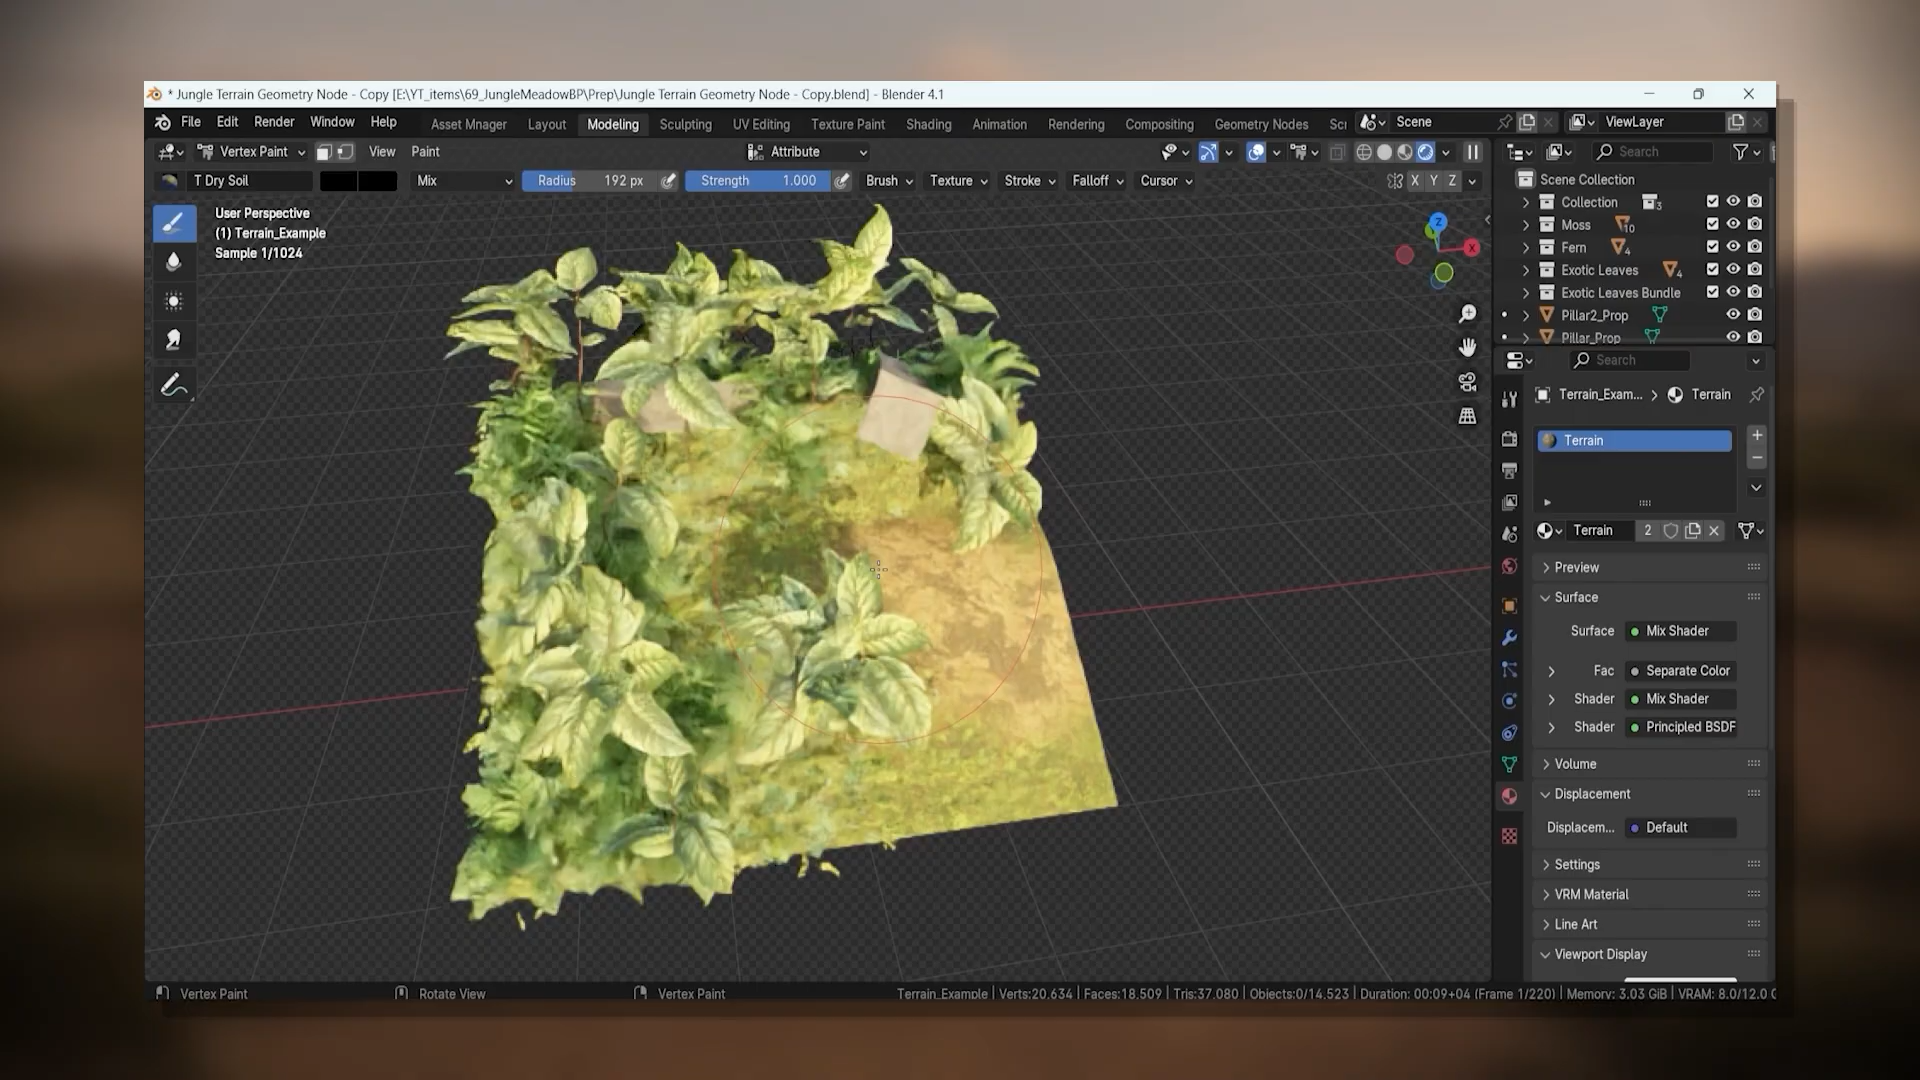 * Jungle Terrain Geometry Node - Copy [E:\YT_items\69_JungleMeadowBP\Prep\Jungle Terrain Geometry Node - Copy.blend] - Blender 4.1
File Edit Render Window Help Asset Mnager Layout Modeling Sculpting UV Editing Texture Paint Shading Animation Rendering Compositing Geometry Nodes Sc Scene ViewLayer
Vertex Paint View Paint Attribute Search
T Dry Soil Mix Radius 192 px Strength 1.000 Brush Texture Stroke Falloff Cursor X Y Z
Scene Collection
Collection 3
Moss 10
Fern 4
Exotic Leaves 4
Exotic Leaves Bundle
Pillar2_Prop
Pillar_Prop
User Perspective
(1) Terrain_Example
Sample 1/1024
Z
X
Search
Terrain_Exam... > Terrain
Terrain
Terrain 2
Preview
Surface
Surface Mix Shader
Fac Separate Color
Shader Mix Shader
Shader Principled BSDF
Volume
Displacement
Displacem... Default
Settings
VRM Material
Line Art
Viewport Display
Vertex Paint Rotate View Vertex Paint Terrain_Example | Verts:20,634 | Faces:18,509 | Tris:37,080 | Objects:0/14,523 | Duration: 00:09+04 (Frame 1/220) | Memory: 3.03 GiB | VRAM: 8.0/12.0 G